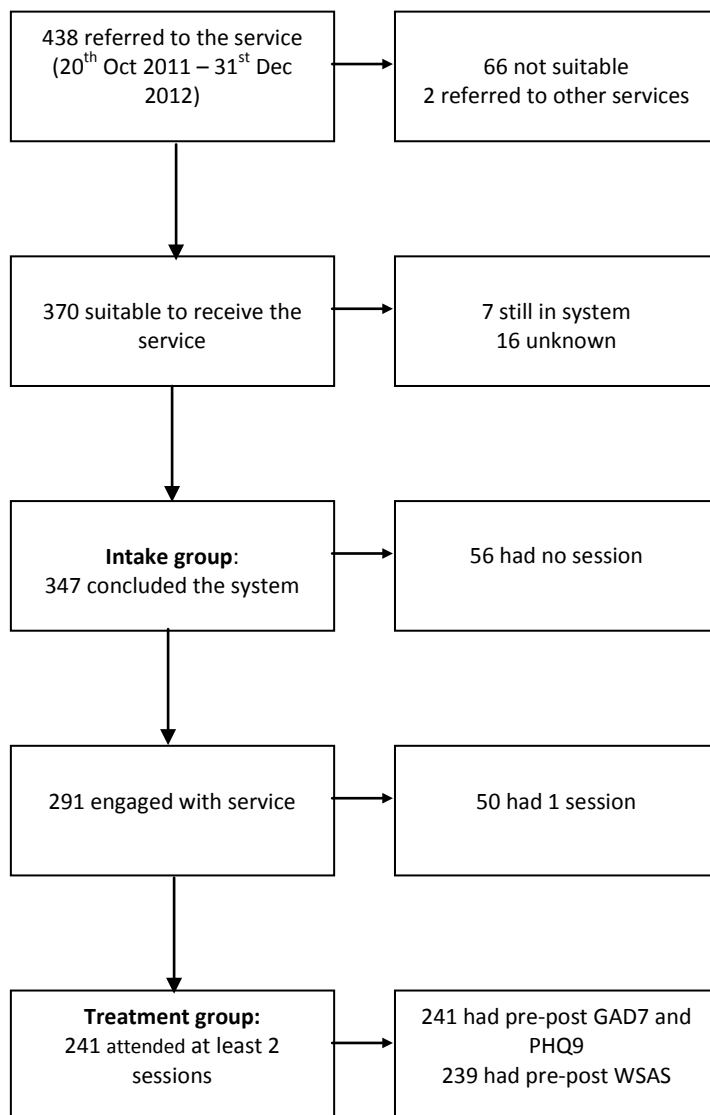 438 referred to the service
(20th Oct 2011 – 31st Dec
2012)
66 not suitable
2 referred to other services
370 suitable to receive the
service
7 still in system
16 unknown
Intake group:
347 concluded the system
56 had no session
291 engaged with service
50 had 1 session
Treatment group:
241 attended at least 2
sessions
241 had pre-post GAD7 and
PHQ9
239 had pre-post WSAS